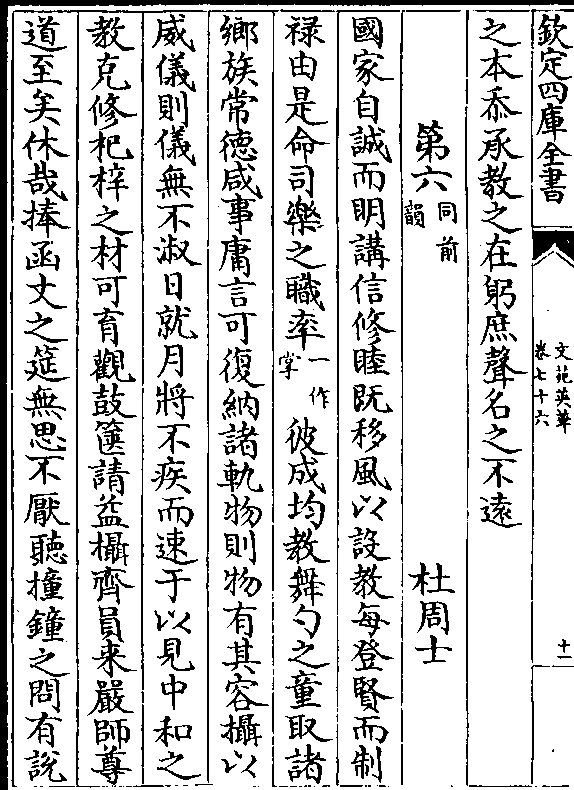 欽定四庫全書
文苑英華
卷七十六
十一
之本忝承教之在躬庶聲名之不遠
第六同前韻
杜周士
國家自誠而明講信修睦既移風以設教每登賢而制
禄由是命司樂之職率一作掌彼成均教舞勺之童取諸
鄉族常德咸事庸言可復納諸軌物則物有其容攝以
威儀則儀無不淑日就月將不疾而速于以見中和之
教克修杞梓之材可育觀鼓篋請益攝齊員来嚴師尊
道至矣休哉捧函丈之筵無思不厭聽撞鐘之問有說